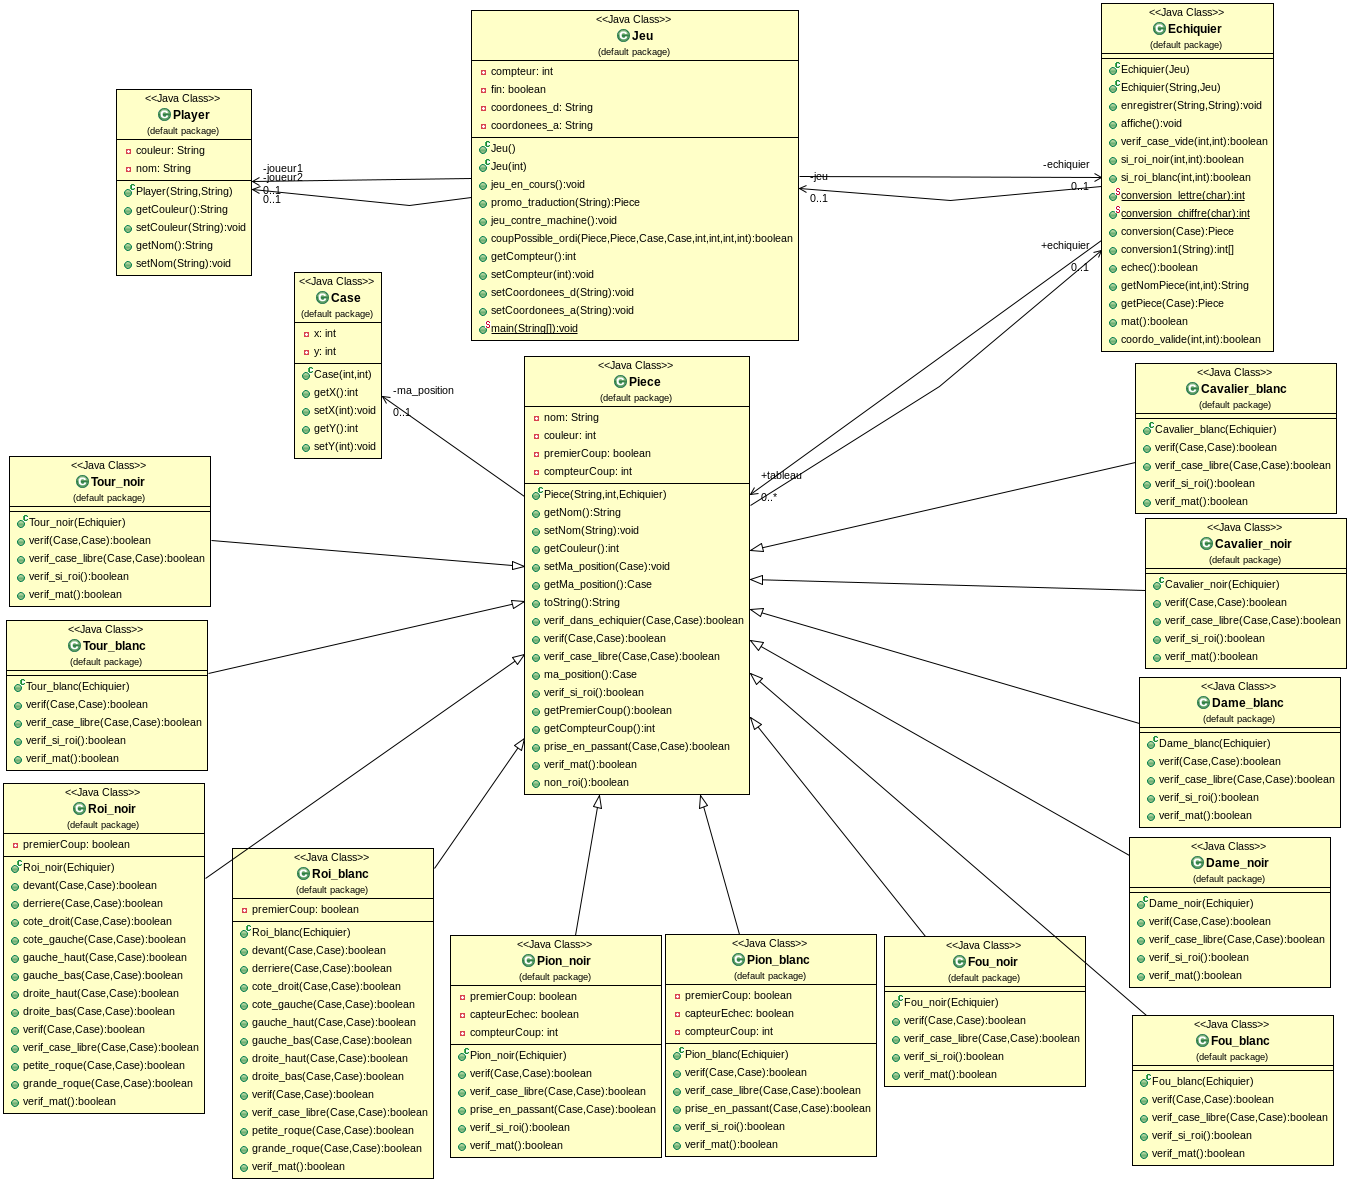 <<Java Class>>
Jeu
(default package)
compteur: int
fin: boolean
coordonees_d: String
coordonees_a: String
Jeu()
Jeu(int)
jeu_en_cours():void
promo_traduction(String):Piece
jeu_contre_machine():void
coupPossible_ordi(Piece,Piece,Case,Case,int,int,int,int):boolean
getCompteur():int
setCompteur(int):void
setCoordonees_d(String):void
setCoordonees_a(String):void
main(String[]):void
<<Java Class>>
Echiquier
(default package)
Echiquier(Jeu)
Echiquier(String,Jeu)
enregistrer(String,String):void
affiche():void
verif_case_vide(int,int):boolean
si_roi_noir(int,int):boolean
si_roi_blanc(int,int):boolean
conversion_lettre(char):int
conversion_chiffre(char):int
conversion(Case):Piece
conversion1(String):int[]
echec():boolean
getNomPiece(int,int):String
getPiece(Case):Piece
mat():boolean
coordo_valide(int,int):boolean
<<Java Class>>
Player
(default package)
couleur: String
nom: String
Player(String,String)
getCouleur():String
setCouleur(String):void
getNom():String
setNom(String):void
-joueur1
-joueur2
0..1
0..1
-jeu
0..1
-echiquier
0..1
+echiquier
0..1
<<Java Class>>
Case
(default package)
x: int
y: int
Case(int,int)
getX():int
setX(int):void
getY():int
setY(int):void
-ma_position
0..1
+tableau
0..*
<<Java Class>>
Piece
(default package)
nom: String
couleur: int
premierCoup: boolean
compteurCoup: int
Piece(String,int,Echiquier)
getNom():String
setNom(String):void
getCouleur():int
setMa_position(Case):void
getMa_position():Case
toString():String
verif_dans_echiquier(Case,Case):boolean
verif(Case,Case):boolean
verif_case_libre(Case,Case):boolean
ma_position():Case
verif_si_roi():boolean
getPremierCoup():boolean
getCompteurCoup():int
prise_en_passant(Case,Case):boolean
verif_mat():boolean
non_roi():boolean
<<Java Class>>
Cavalier_blanc
(default package)
Cavalier_blanc(Echiquier)
verif(Case,Case):boolean
verif_case_libre(Case,Case):boolean
verif_si_roi():boolean
verif_mat():boolean
<<Java Class>>
Tour_noir
(default package)
Tour_noir(Echiquier)
verif(Case,Case):boolean
verif_case_libre(Case,Case):boolean
verif_si_roi():boolean
verif_mat():boolean
<<Java Class>>
Cavalier_noir
(default package)
Cavalier_noir(Echiquier)
verif(Case,Case):boolean
verif_case_libre(Case,Case):boolean
verif_si_roi():boolean
verif_mat():boolean
<<Java Class>>
Tour_blanc
(default package)
Tour_blanc(Echiquier)
verif(Case,Case):boolean
verif_case_libre(Case,Case):boolean
verif_si_roi():boolean
verif_mat():boolean
<<Java Class>>
Dame_blanc
(default package)
Dame_blanc(Echiquier)
verif(Case,Case):boolean
verif_case_libre(Case,Case):boolean
verif_si_roi():boolean
verif_mat():boolean
<<Java Class>>
Roi_noir
(default package)
premierCoup: boolean
Roi_noir(Echiquier)
devant(Case,Case):boolean
derriere(Case,Case):boolean
cote_droit(Case,Case):boolean
cote_gauche(Case,Case):boolean
gauche_haut(Case,Case):boolean
gauche_bas(Case,Case):boolean
droite_haut(Case,Case):boolean
droite_bas(Case,Case):boolean
verif(Case,Case):boolean
verif_case_libre(Case,Case):boolean
petite_roque(Case,Case):boolean
grande_roque(Case,Case):boolean
verif_mat():boolean
<<Java Class>>
Roi_blanc
(default package)
premierCoup: boolean
Roi_blanc(Echiquier)
devant(Case,Case):boolean
derriere(Case,Case):boolean
cote_droit(Case,Case):boolean
cote_gauche(Case,Case):boolean
gauche_haut(Case,Case):boolean
gauche_bas(Case,Case):boolean
droite_haut(Case,Case):boolean
droite_bas(Case,Case):boolean
verif(Case,Case):boolean
verif_case_libre(Case,Case):boolean
petite_roque(Case,Case):boolean
grande_roque(Case,Case):boolean
verif_mat():boolean
<<Java Class>>
Pion_noir
(default package)
premierCoup: boolean
capteurEchec: boolean
compteurCoup: int
Pion_noir(Echiquier)
verif(Case,Case):boolean
verif_case_libre(Case,Case):boolean
prise_en_passant(Case,Case):boolean
verif_si_roi():boolean
verif_mat():boolean
<<Java Class>>
Pion_blanc
(default package)
premierCoup: boolean
capteurEchec: boolean
compteurCoup: int
Pion_blanc(Echiquier)
verif(Case,Case):boolean
verif_case_libre(Case,Case):boolean
prise_en_passant(Case,Case):boolean
verif_si_roi():boolean
verif_mat():boolean
<<Java Class>>
Fou_noir
(default package)
Fou_noir(Echiquier)
verif(Case,Case):boolean
verif_case_libre(Case,Case):boolean
verif_si_roi():boolean
verif_mat():boolean
<<Java Class>>
Dame_noir
(default package)
Dame_noir(Echiquier)
verif(Case,Case):boolean
verif_case_libre(Case,Case):boolean
verif_si_roi():boolean
verif_mat():boolean
<<Java Class>>
Fou_blanc
(default package)
Fou_blanc(Echiquier)
verif(Case,Case):boolean
verif_case_libre(Case,Case):boolean
verif_si_roi():boolean
verif_mat():boolean